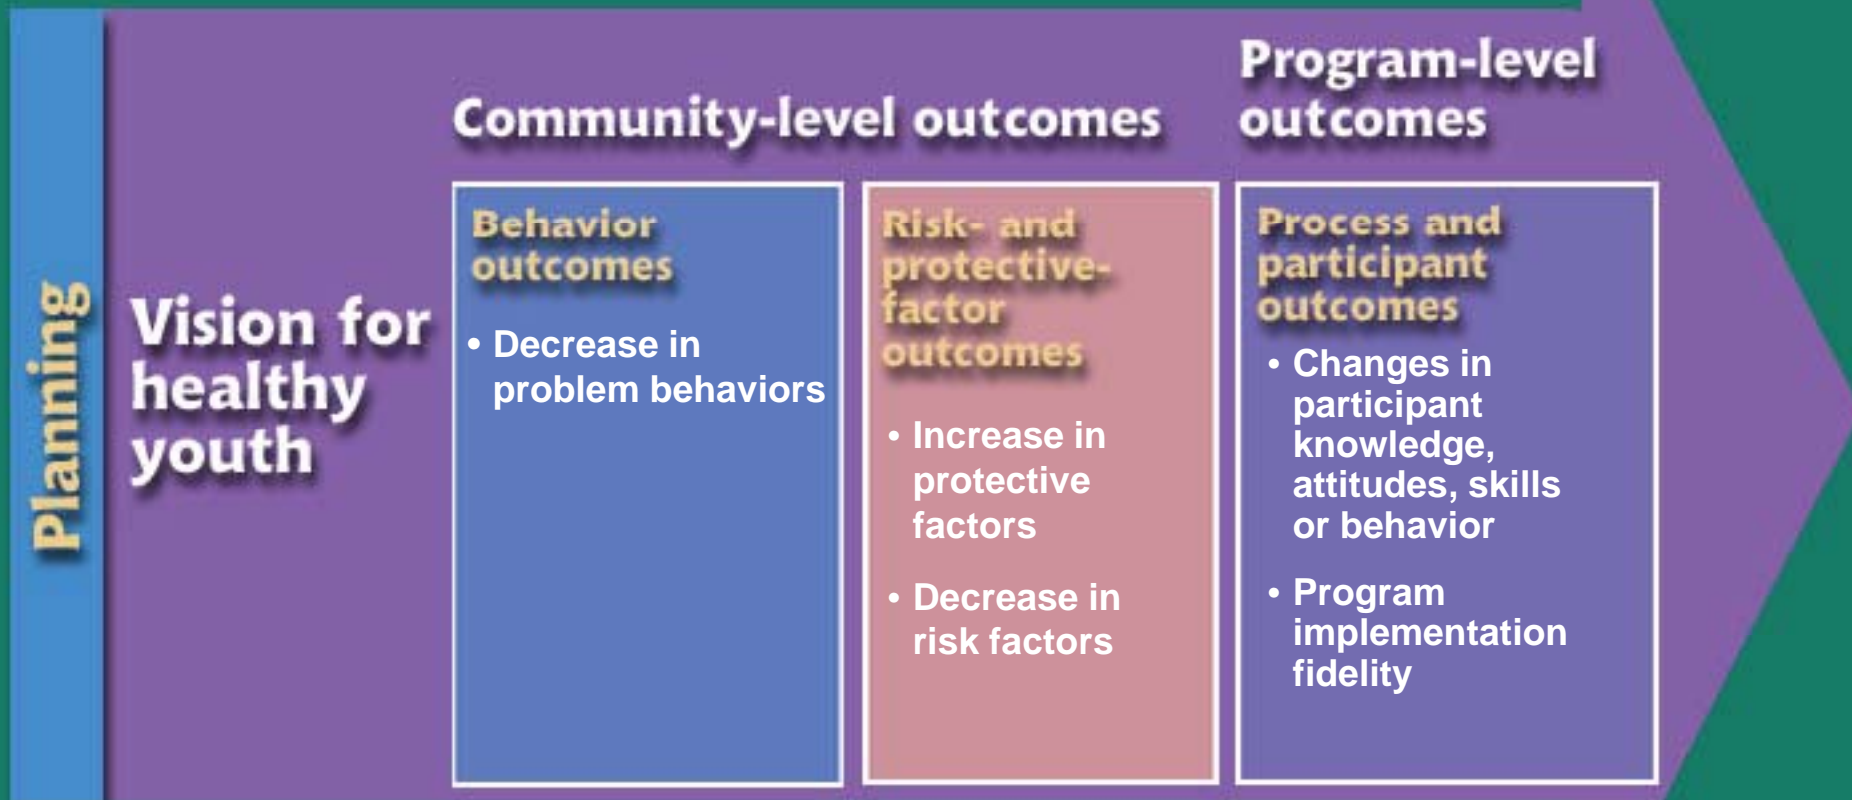 Planning
Vision for
healthy
youth
Community-level outcomes
Behavior
outcomes
• Decrease in
problem behaviors
Risk- and
protective-
factor
outcomes
• Increase in
protective
factors
• Decrease in
risk factors
Program-level
outcomes
Process and
participant
outcomes
• Changes in
participant
knowledge,
attitudes, skills
or behavior
• Program
implementation
fidelity